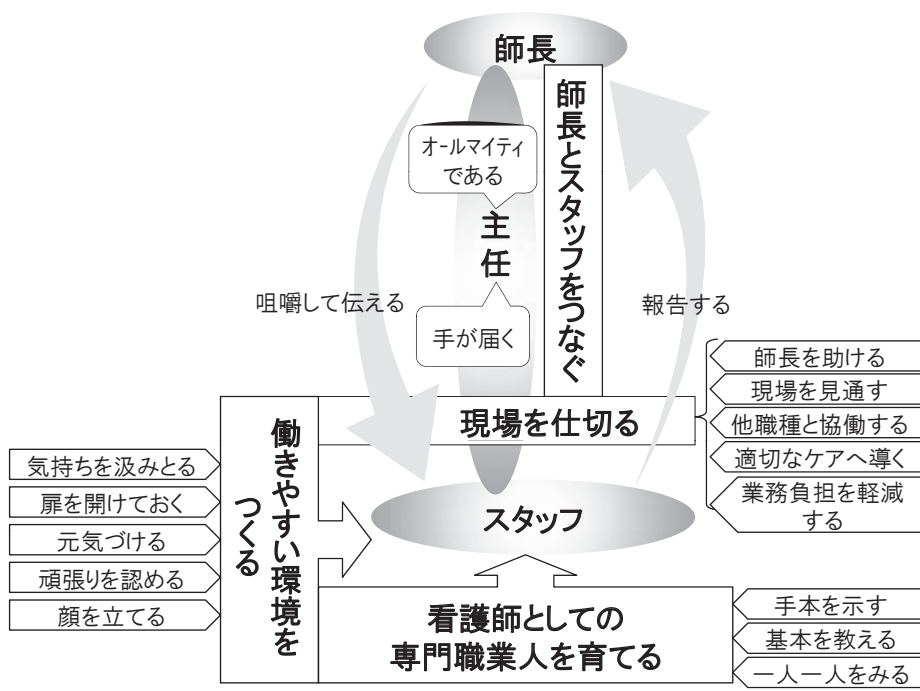 師長
師長とスタッフをつなぐ
オールマイティ
である
主任
手が届く
咀嚼して伝える
報告する
現場を仕切る
師長を助ける
現場を見通す
他職種と協働する
適切なケアへ導く
業務負担を軽減
する
働きやすい環境を
つくる
気持ちを汲みとる
扉を開けておく
元気づける
頑張りを認める
顔を立てる
スタッフ
看護師としての
専門職業人を育てる
手本を示す
基本を教える
一人一人をみる